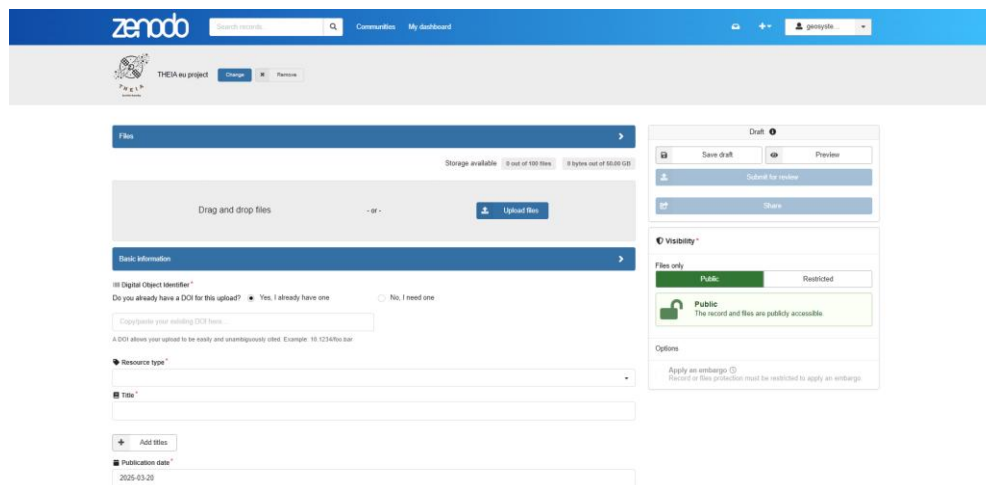 zenodo
Search records...
Communities
My dashboard
geosyste...
THEIA
THEIA eu project
Change
Remove
Files
Storage available
0 out of 100 files
0 bytes out of 50.00 GB
Drag and drop files
- or -
Upload files
Basic information
Digital Object Identifier *
Do you already have a DOI for this upload?
Yes, I already have one
No, I need one
Copy/paste your existing DOI here...
A DOI allows your upload to be easily and unambiguously cited. Example: 10.1234/foo.bar
Resource type *
Title *
Add titles
Publication date *
2025-03-20
Draft
Save draft
Preview
Submit for review
Share
Visibility *
Files only
Public
Restricted
Public
The record and files are publicly accessible.
Options
Apply an embargo
Record or files protection must be restricted to apply an embargo.